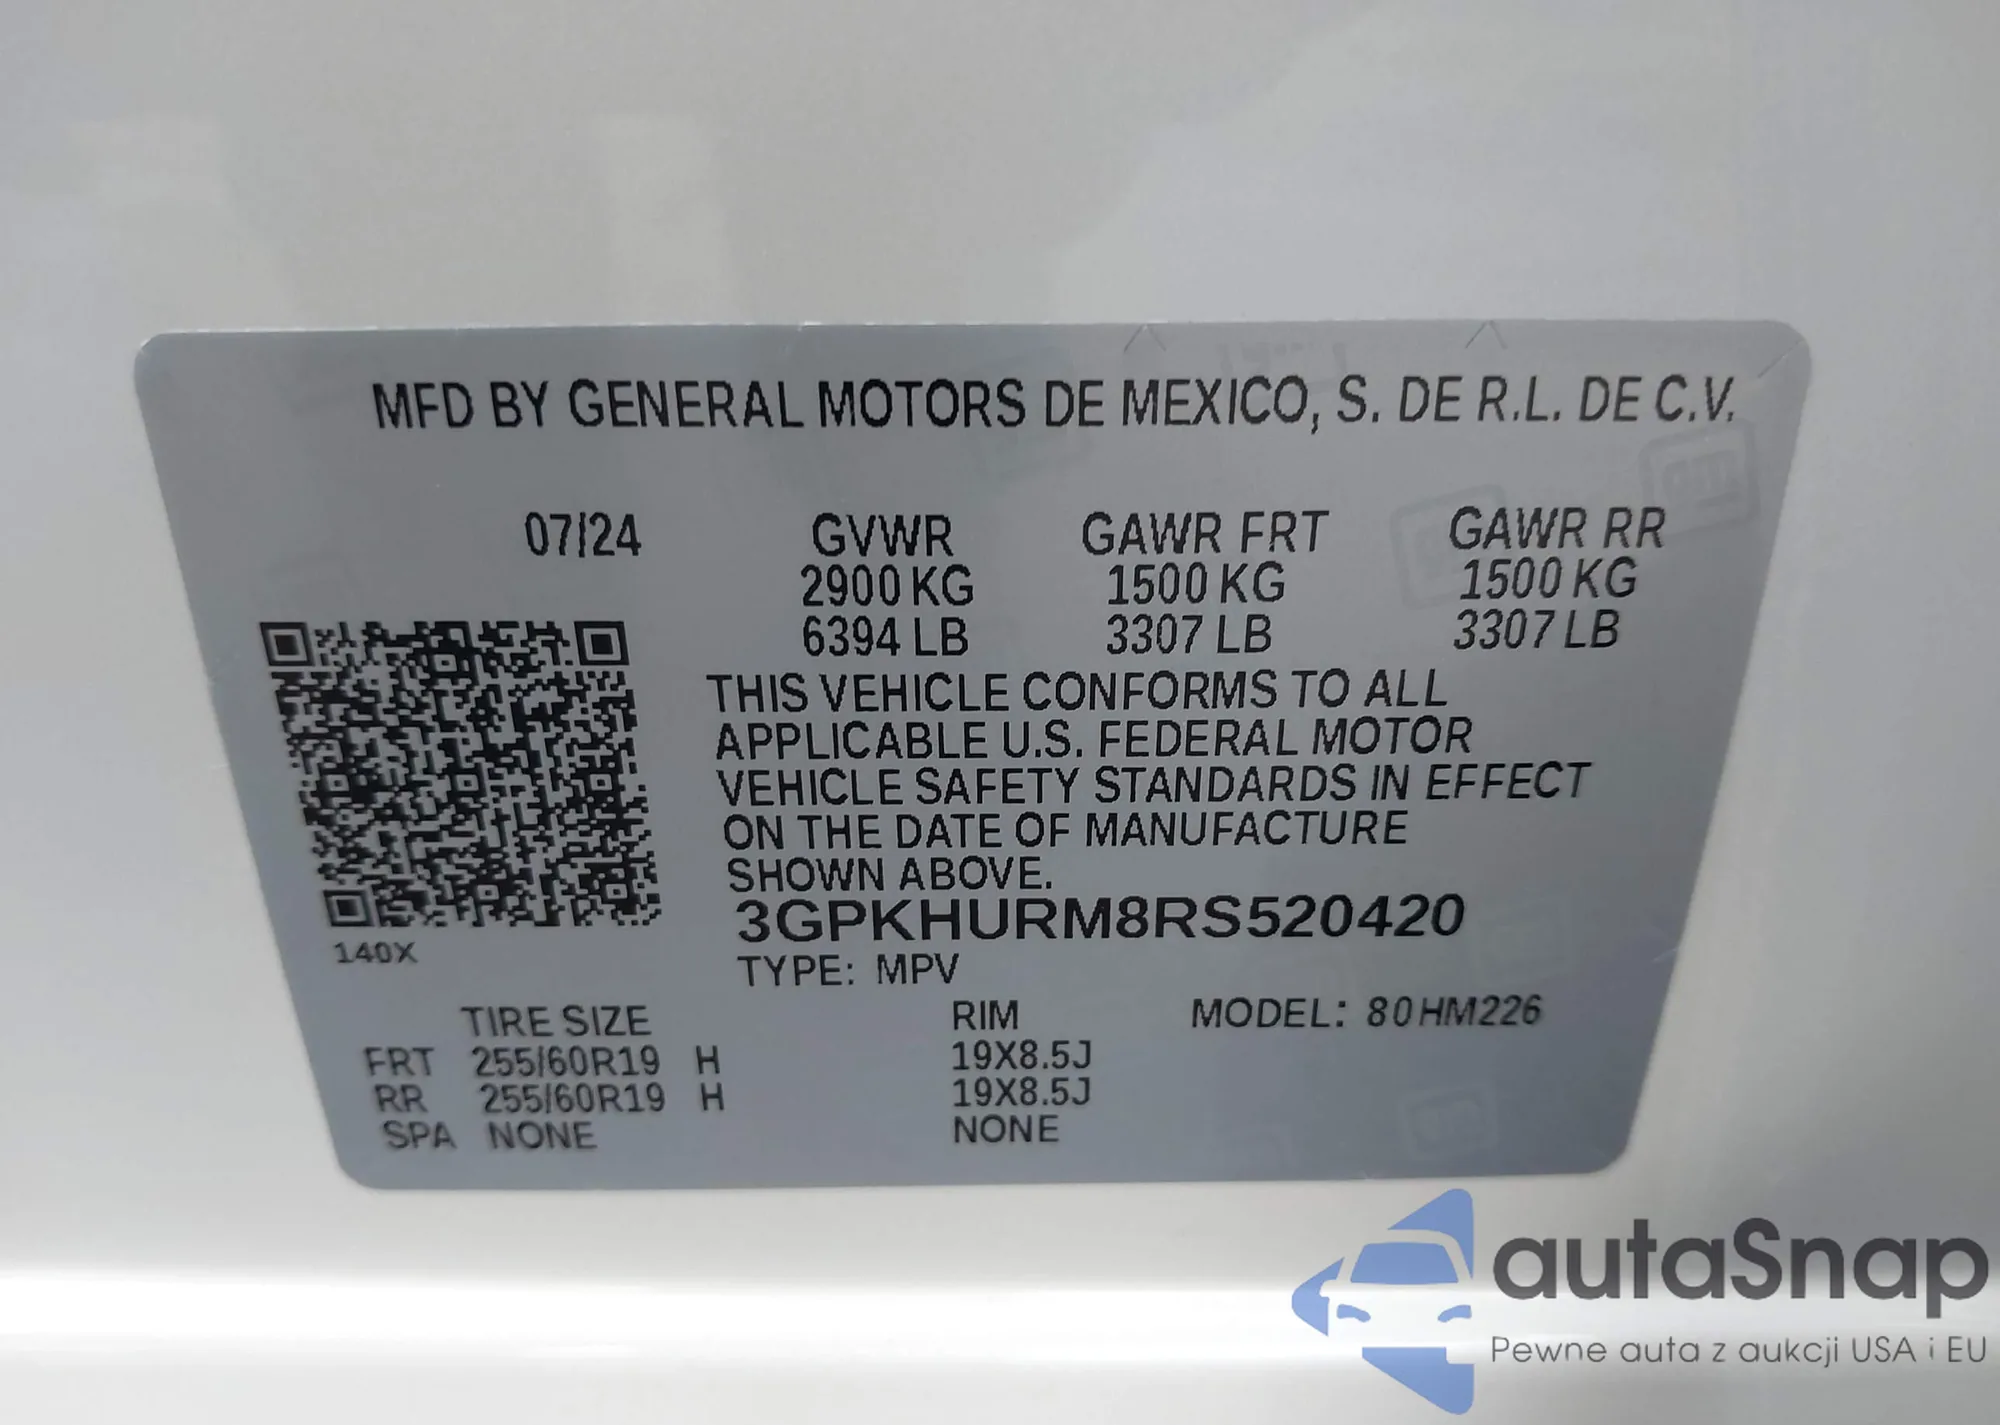 MFD BY GENERAL MOTORS DE MEXICO, S. DE R.L. DE C.V.
07/24 GVWR GAWR FRT GAWR RR
2900 KG 1500 KG 1500 KG
6394 LB 3307 LB 3307 LB
THIS VEHICLE CONFORMS TO ALL
APPLICABLE U.S. FEDERAL MOTOR
VEHICLE SAFETY STANDARDS IN EFFECT
ON THE DATE OF MANUFACTURE
SHOWN ABOVE.
3GPKHURM8RS520420
140X
TYPE: MPV
TIRE SIZE RIM MODEL: 80HM226
FRT 255/60R19 H 19X8.5J
RR 255/60R19 H 19X8.5J
SPA NONE NONE
autaSnap
Pewne auta z aukcji USA i EU